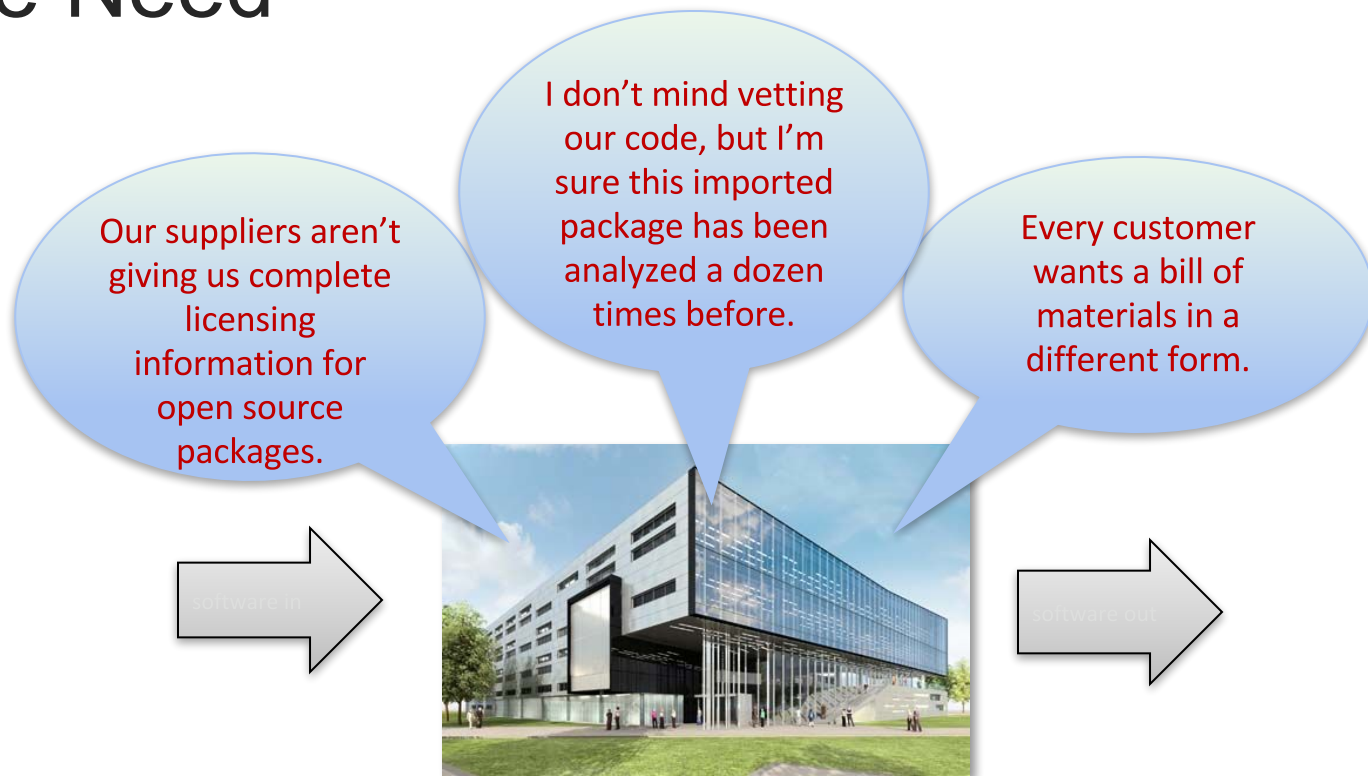 e Need
Our suppliers aren’t
giving us complete
licensing
information for
open source
packages.
I don’t mind vetting
our code, but I’m
sure this imported
package has been
analyzed a dozen
times before.
Every customer
wants a bill of
materials in a
different form.
software in
software out